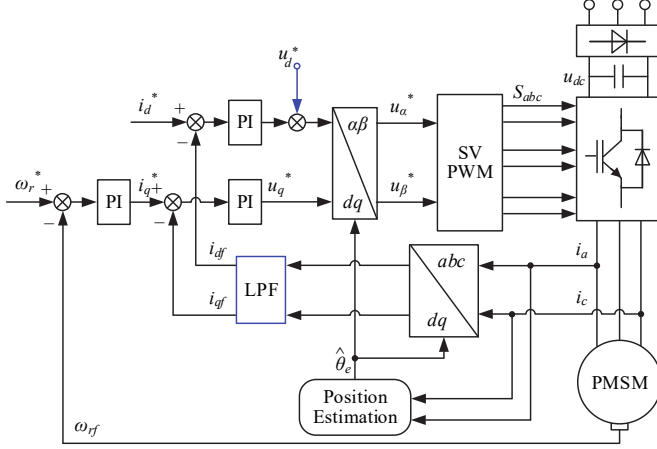 u_d^*
u_dc
i_d^*
+
−
PI
αβ
dq
u_α^*
S_abc
SV
PWM
ω_r^*
+
−
PI
i_q^*
+
−
PI
u_q^*
u_β^*
i_df
LPF
abc
dq
i_a
i_qf
i_c
θ̂_e
Position
Estimation
PMSM
ω_rf